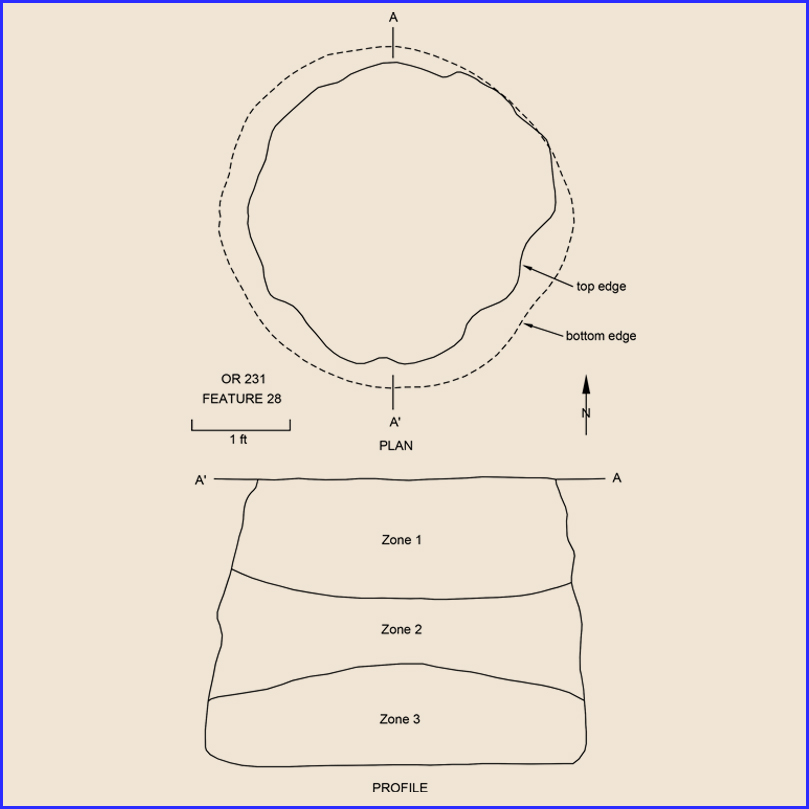 A
top edge
bottom edge
OR 231
FEATURE 28
1 ft
N
A'
PLAN
A'
A
Zone 1
Zone 2
Zone 3
PROFILE